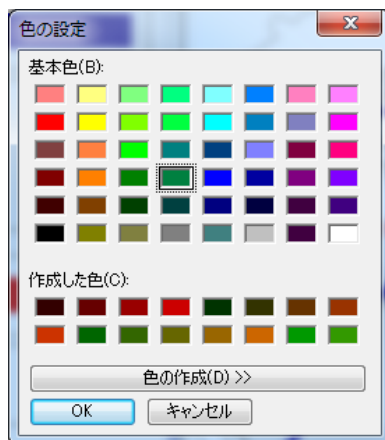 色の設定
基本色(B):
作成した色(C):
色の作成(D) >>
OK
キャンセル